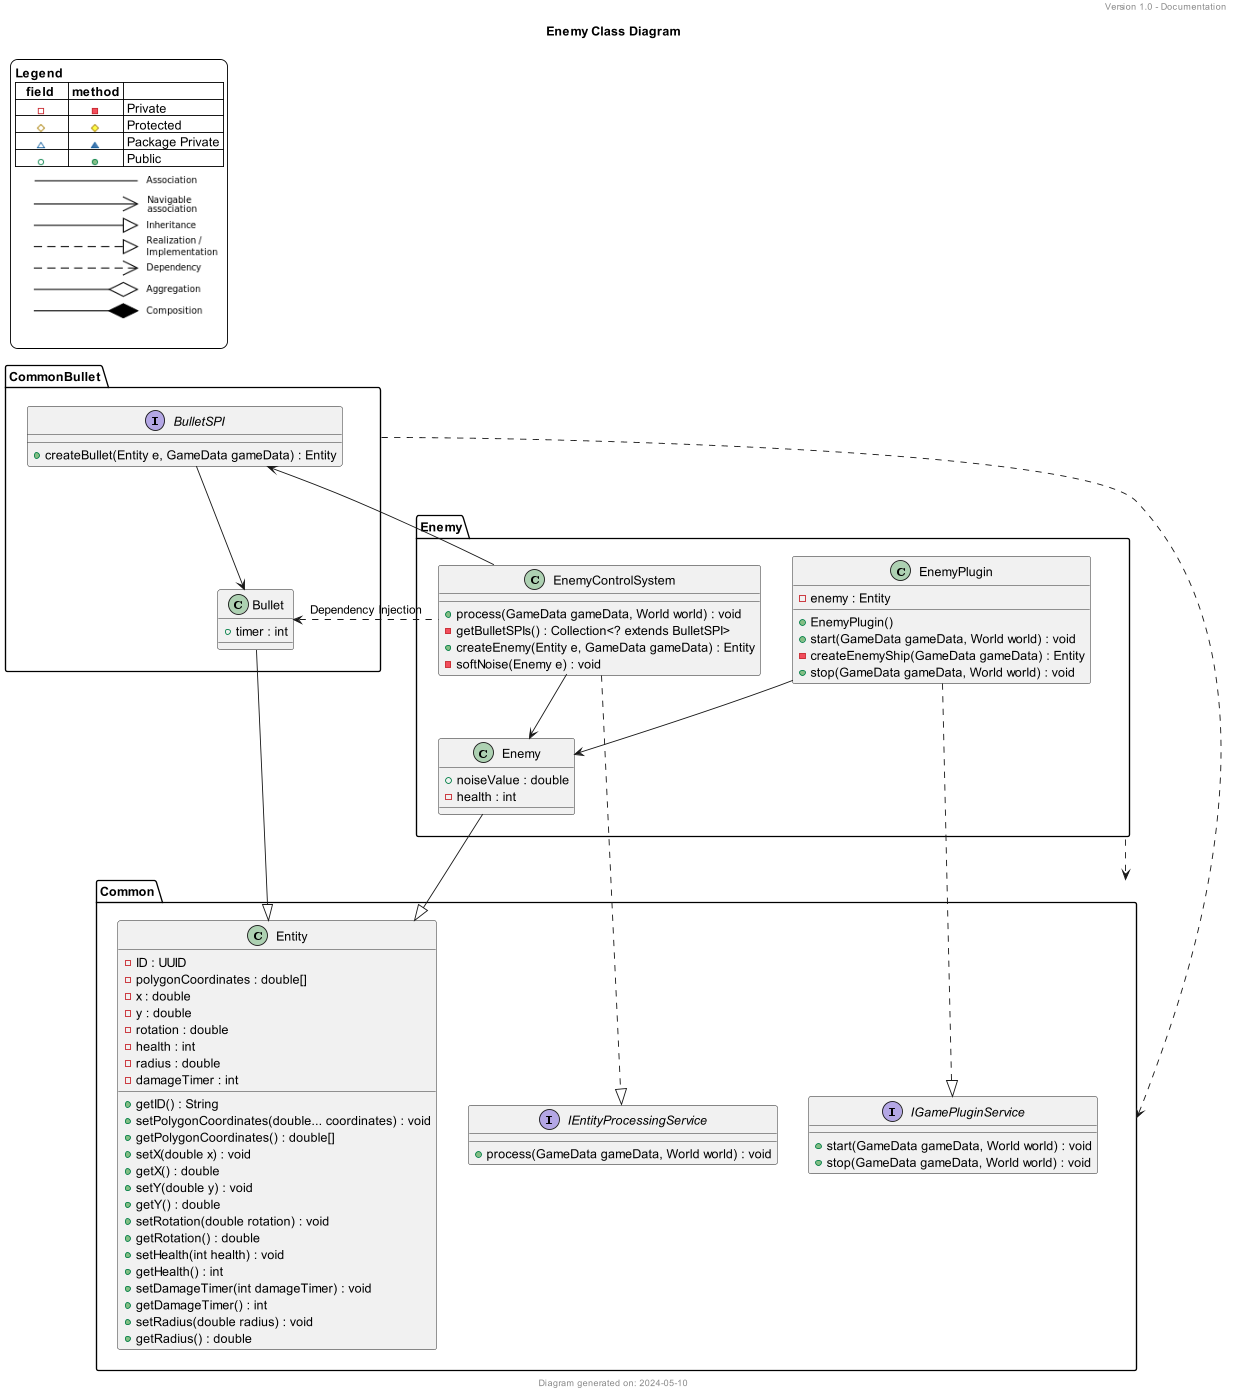 Version 1.0 - Documentation
Enemy Class Diagram
Legend
field method
Private
Protected
Package Private
Public
Association
Navigable
association
Inheritance
Realization /
Implementation
Dependency
Aggregation
Composition
CommonBullet
I BulletSPI
createBullet(Entity e, GameData gameData) : Entity
C Bullet
timer : int
Dependency Injection
Enemy
C EnemyControlSystem
process(GameData gameData, World world) : void
getBulletSPIs() : Collection<? extends BulletSPI>
createEnemy(Entity e, GameData gameData) : Entity
softNoise(Enemy e) : void
C EnemyPlugin
enemy : Entity
EnemyPlugin()
start(GameData gameData, World world) : void
createEnemyShip(GameData gameData) : Entity
stop(GameData gameData, World world) : void
C Enemy
noiseValue : double
health : int
Common
C Entity
ID : UUID
polygonCoordinates : double[]
x : double
y : double
rotation : double
health : int
radius : double
damageTimer : int
getID() : String
setPolygonCoordinates(double... coordinates) : void
getPolygonCoordinates() : double[]
setX(double x) : void
getX() : double
setY(double y) : void
getY() : double
setRotation(double rotation) : void
getRotation() : double
setHealth(int health) : void
getHealth() : int
setDamageTimer(int damageTimer) : void
getDamageTimer() : int
setRadius(double radius) : void
getRadius() : double
I IEntityProcessingService
process(GameData gameData, World world) : void
I IGamePluginService
start(GameData gameData, World world) : void
stop(GameData gameData, World world) : void
Diagram generated on: 2024-05-10